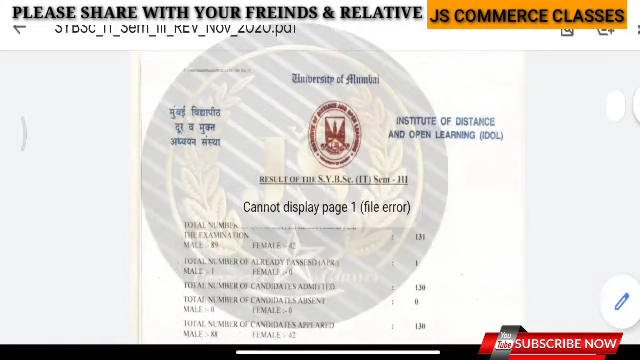 PLEASE SHARE WITH YOUR FREINDS & RELATIVE
JS COMMERCE CLASSES
SYBSc_IT_Sem_III_REV_Nov_2020.pdf
University of Mumbai
मुंबई विद्यापीठ
दूर व मुक्त
अध्ययन संस्था
INSTITUTE OF DISTANCE
AND OPEN LEARNING (IDOL)
RESULT OF THE S.Y.B.Sc. (IT) Sem - III
Cannot display page 1 (file error)
TOTAL NUMBER
THE EXAMINATION : 131
MALE :- 89 FEMALE :- 42
TOTAL NUMBER OF ALREADY PASSESD (APR.) : 1
MALE :- 1 FEMALE :- 0
TOTAL NUMBER OF CANDIDATES ADMITTED : 130
TOTAL NUMBER OF CANDIDATES ABSENT : 0
MALE :- 0 FEMALE :- 0
TOTAL NUMBER OF CANDIDATES APPEARED : 130
MALE :- 88 FEMALE :- 42
You Tube SUBSCRIBE NOW